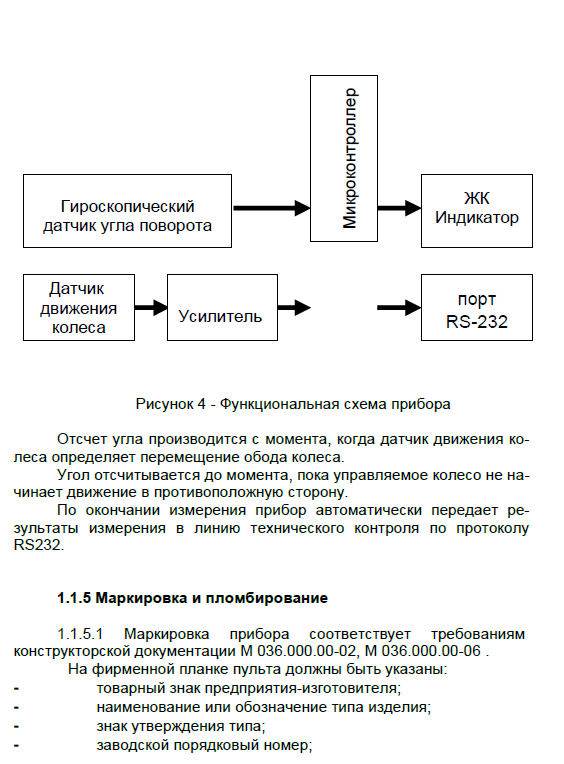 Микроконтроллер
Гироскопический
датчик угла поворота
ЖК
Индикатор
Датчик
движения
колеса
Усилитель
порт
RS-232
Рисунок 4 - Функциональная схема прибора
Отсчет угла производится с момента, когда датчик движения ко-
леса определяет перемещение обода колеса.
Угол отсчитывается до момента, пока управляемое колесо не на-
чинает движение в противоположную сторону.
По окончании измерения прибор автоматически передает ре-
зультаты измерения в линию технического контроля по протоколу
RS232.
1.1.5 Маркировка и пломбирование
1.1.5.1 Маркировка прибора соответствует требованиям
конструкторской документации М 036.000.00-02, М 036.000.00-06 .
На фирменной планке пульта должны быть указаны:
- товарный знак предприятия-изготовителя;
- наименование или обозначение типа изделия;
- знак утверждения типа;
- заводской порядковый номер;